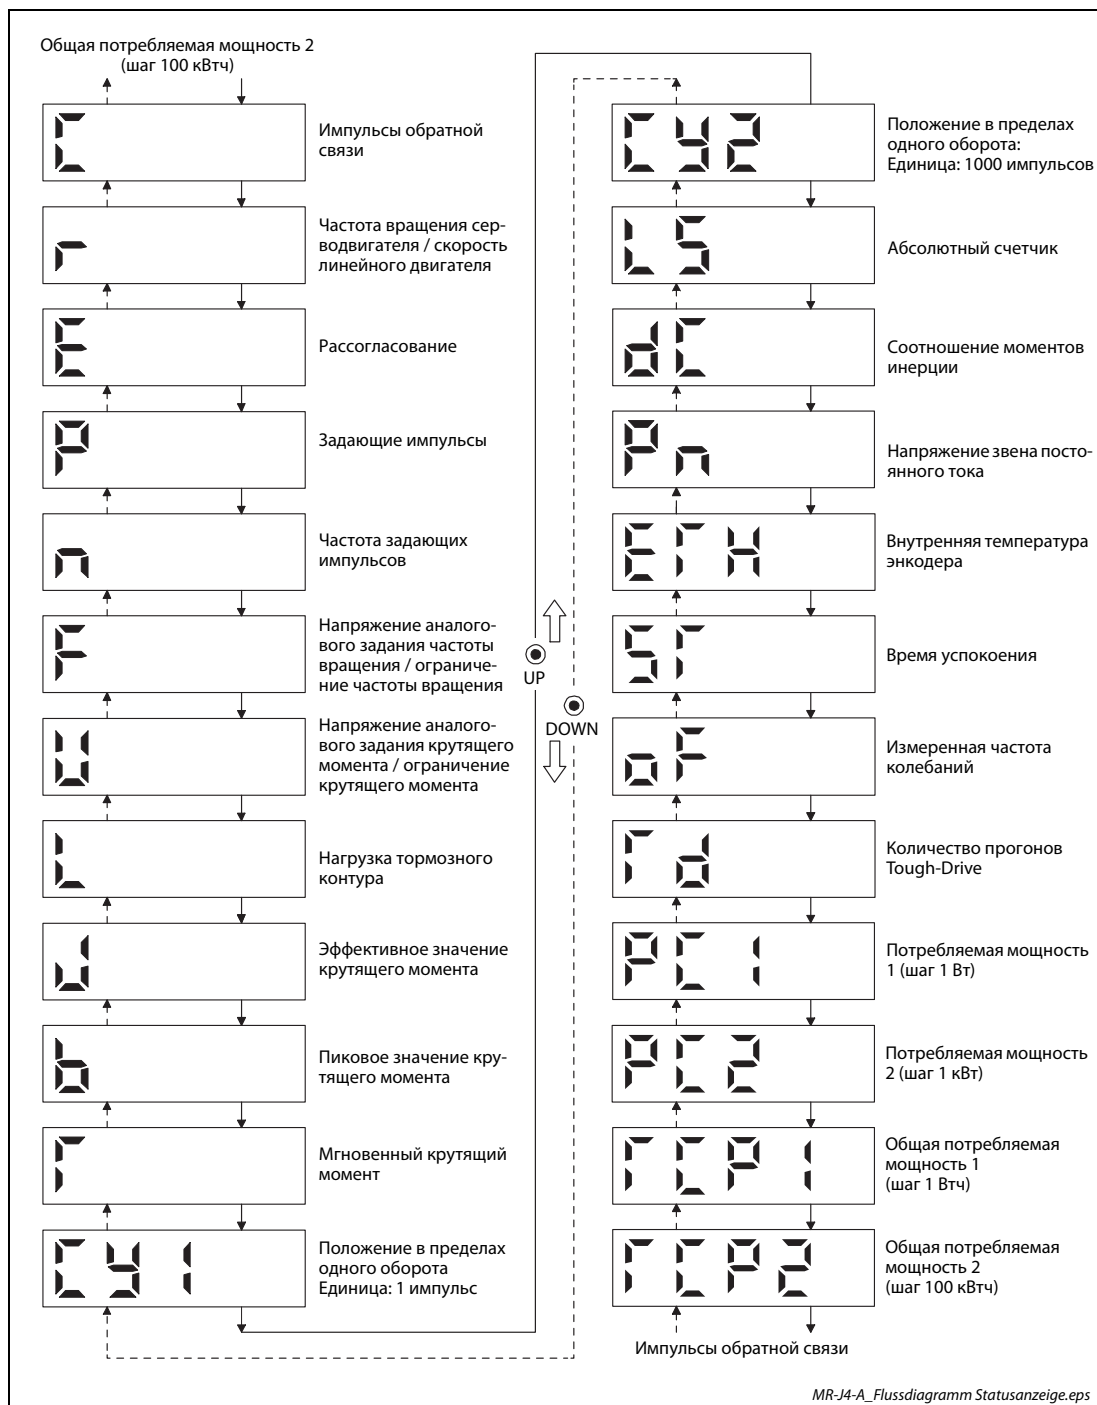 Общая потребляемая мощность 2
(шаг 100 кВтч)
C
Импульсы обратной
связи
r
Частота вращения сер-
водвигателя / скорость
линейного двигателя
E
Рассогласование
P
Задающие импульсы
n
Частота задающих
импульсов
F
Напряжение аналого-
вого задания частоты
вращения / ограниче-
ние частоты вращения
U
Напряжение аналого-
вого задания крутящего
момента / ограничение
крутящего момента
L
Нагрузка тормозного
контура
J
Эффективное значение
крутящего момента
b
Пиковое значение кру-
тящего момента
T
Мгновенный крутящий
момент
Cy1
Положение в пределах
одного оборота
Единица: 1 импульс
UP
DOWN
Cy2
Положение в пределах
одного оборота:
Единица: 1000 импульсов
LS
Абсолютный счетчик
dC
Соотношение моментов
инерции
Pn
Напряжение звена посто-
янного тока
ETH
Внутренняя температура
энкодера
ST
Время успокоения
oF
Измеренная частота
колебаний
Td
Количество прогонов
Tough-Drive
PC1
Потребляемая мощность
1 (шаг 1 Вт)
PC2
Потребляемая мощность
2 (шаг 1 кВт)
TCP1
Общая потребляемая
мощность 1
(шаг 1 Втч)
TCP2
Общая потребляемая
мощность 2
(шаг 100 кВтч)
Импульсы обратной связи
MR-J4-A_Flussdiagramm Statusanzeige.eps